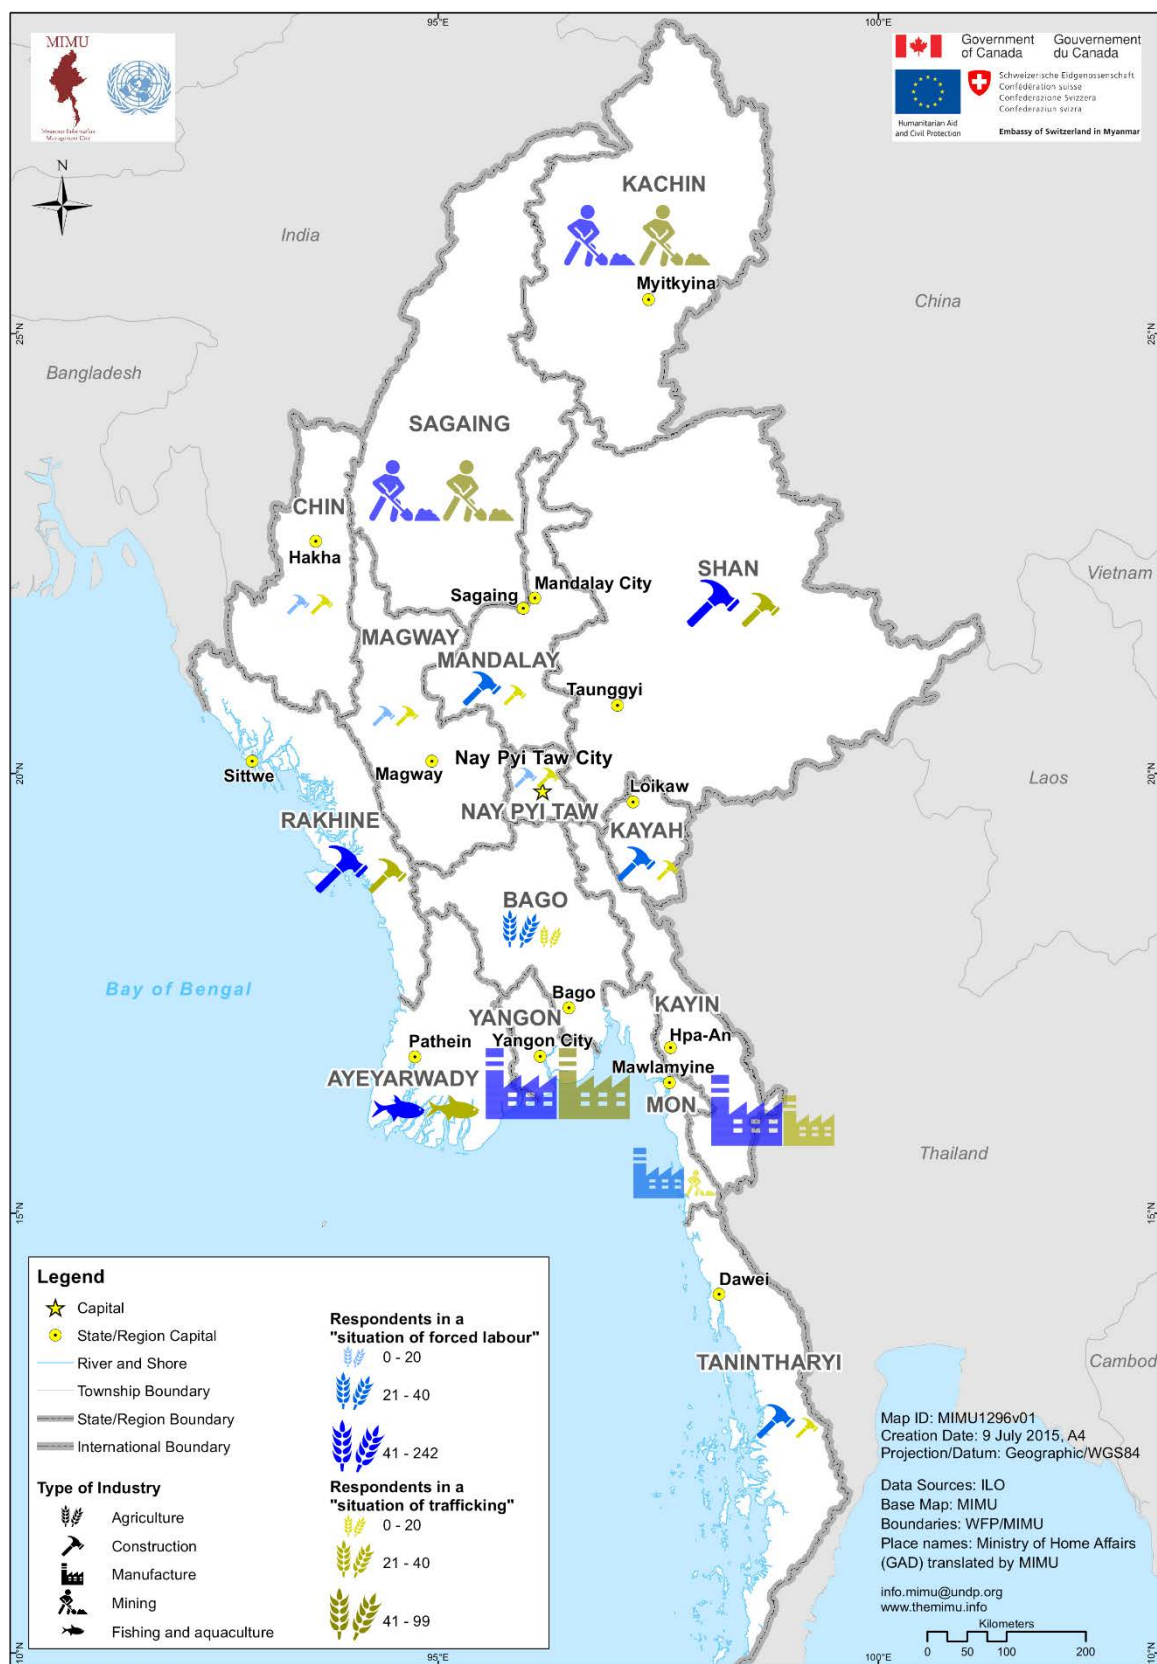 95°E
100°E
MIMU
Myanmar Information
Management Unit
Government of Canada
Gouvernement du Canada
Schweizerische Eidgenossenschaft
Confédération suisse
Confederazione Svizzera
Confederaziun svizra
Humanitarian Aid
and Civil Protection
Embassy of Switzerland in Myanmar
N
KACHIN
India
Myitkyina
China
25°N
25°N
Bangladesh
SAGAING
CHIN
Hakha
SHAN
Vietnam
Sagaing
Mandalay City
MAGWAY
MANDALAY
Taunggyi
Nay Pyi Taw City
Sittwe
Magway
20°N
20°N
Loikaw
Laos
NAY PYI TAW
RAKHINE
KAYAH
BAGO
Bay of Bengal
Bago
KAYIN
YANGON
Pathein
Yangon City
Hpa-An
Mawlamyine
AYEYARWADY
MON
Thailand
15°N
15°N
Dawei
TANINTHARYI
Cambod
Legend
Capital
State/Region Capital
River and Shore
Township Boundary
State/Region Boundary
International Boundary
Type of Industry
Agriculture
Construction
Manufacture
Mining
Fishing and aquaculture
Respondents in a
"situation of forced labour"
0 - 20
21 - 40
41 - 242
Respondents in a
"situation of trafficking"
0 - 20
21 - 40
41 - 99
Map ID: MIMU1296v01
Creation Date: 9 July 2015, A4
Projection/Datum: Geographic/WGS84
Data Sources: ILO
Base Map: MIMU
Boundaries: WFP/MIMU
Place names: Ministry of Home Affairs
(GAD) translated by MIMU
info.mimu@undp.org
www.themimu.info
Kilometers
0 50 100 200
10°N
10°N
95°E
100°E